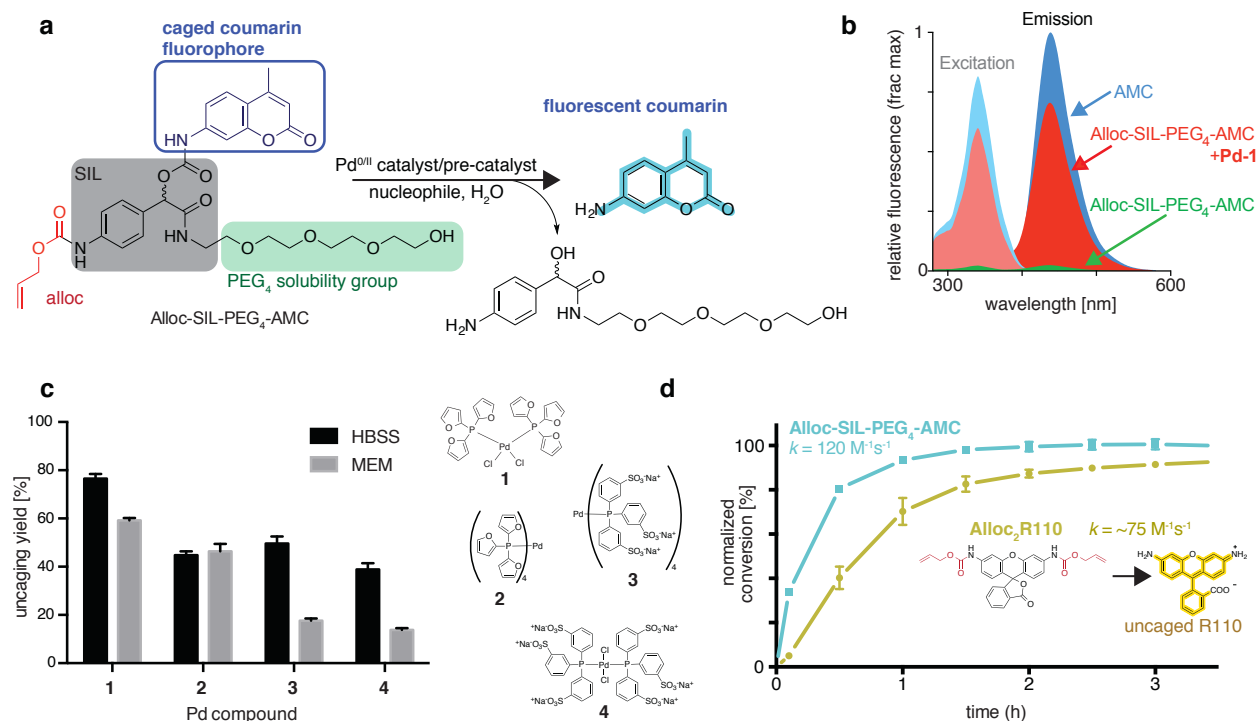 a
caged coumarin
fluorophore
SIL
alloc
PEG4 solubility group
Alloc-SIL-PEG4-AMC
Pd0/II catalyst/pre-catalyst
nucleophile, H2O
fluorescent coumarin
O
O
NH
O
O
O
O
NH
O
N
H
O
O
O
O
OH
H2N
O
O
OH
O
H2N
NH
O
O
O
OH
b
relative fluorescence (frac max)
1
0
Excitation
Emission
AMC
Alloc-SIL-PEG4-AMC
+Pd-1
Alloc-SIL-PEG4-AMC
300
600
wavelength [nm]
c
uncaging yield [%]
100
80
60
40
20
0
HBSS
MEM
1
2
3
4
Pd compound
O
O
O
O
O
O
P
P
Pd
Cl
Cl
1
O
O
O
P
Pd
4
2
SO3-Na+
Pd
P
SO3-Na+
SO3-Na+
4
3
+Na-O3S
SO3-Na+
+Na-O3S
Cl
P
Pd
P
Cl
SO3-Na+
+Na-O3S
SO3-Na+
4
d
normalized
conversion [%]
100
0
Alloc-SIL-PEG4-AMC
k = 120 M-1s-1
Alloc2R110
k = ~75 M-1s-1
O
O
NH
O
HN
O
O
O
O
H2N
O
NH2
+
COO
-
uncaged R110
0
1
2
3
time (h)